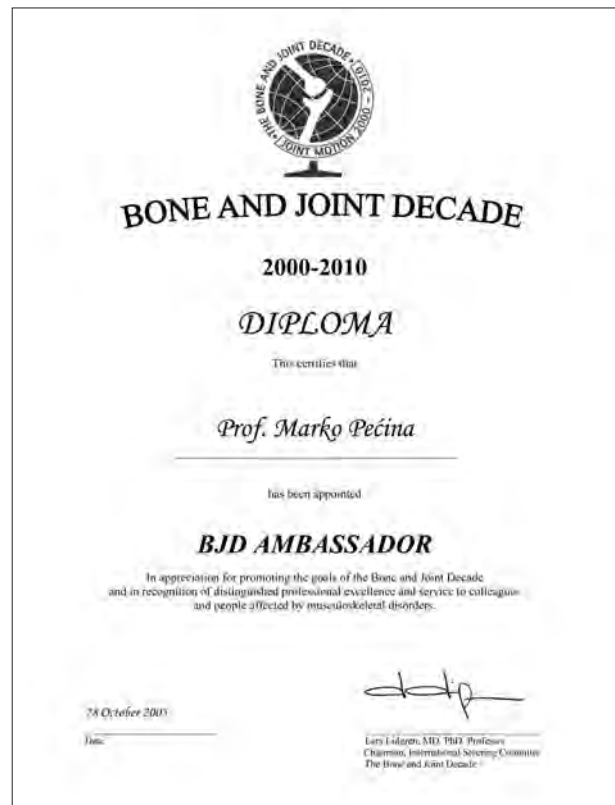 • THE BONE AND JOINT DECADE • 2000 – 2010
JOINT MOTION
BONE AND JOINT DECADE
2000-2010
DIPLOMA
This certifies that
Prof. Marko Pećina
has been appointed
BJD AMBASSADOR
In appreciation for promoting the goals of the Bone and Joint Decade
and in recognition of distinguished professional excellence and service to colleagues
and people affected by musculoskeletal disorders.
October
Date
Lars Lidgren, MD, PhD, Professor
Chairman, International Steering Committee
The Bone and Joint Decade